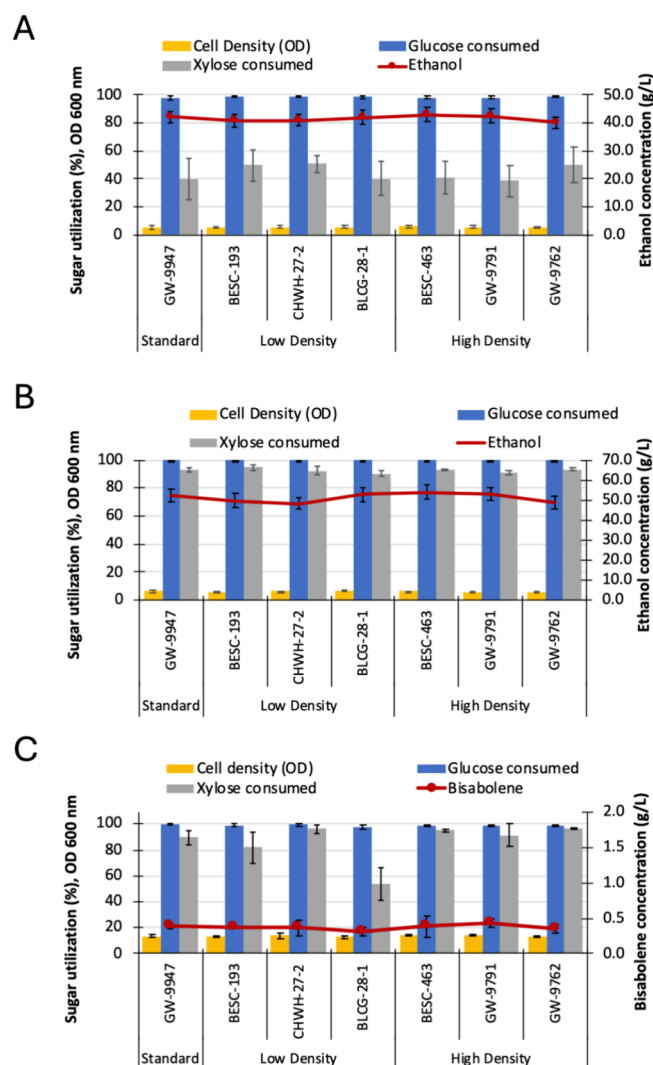 A
Cell Density (OD) Glucose consumed
Xylose consumed Ethanol
Sugar utilization (%), OD 600 nm
100
80
60
40
20
0
50.0
40.0
30.0
20.0
10.0
0.0
Ethanol concentration (g/L)
GW-9947
BESC-193
CHWH-27-2
BLCG-28-1
BESC-463
GW-9791
GW-9762
Standard Low Density High Density
B
Cell Density (OD) Glucose consumed
Xylose consumed Ethanol
Sugar utilization (%), OD 600 nm
100
80
60
40
20
0
70.0
60.0
50.0
40.0
30.0
20.0
10.0
0.0
Ethanol concentration (g/L)
GW-9947
BESC-193
CHWH-27-2
BLCG-28-1
BESC-463
GW-9791
GW-9762
Standard Low Density High Density
C
Cell density (OD) Glucose consumed
Xylose consumed Bisabolene
Sugar utilization (%), OD 600 nm
100
80
60
40
20
0
2.0
1.5
1.0
0.5
0.0
Bisabolene concentration (g/L)
GW-9947
BESC-193
CHWH-27-2
BLCG-28-1
BESC-463
GW-9791
GW-9762
Standard Low Density High Density